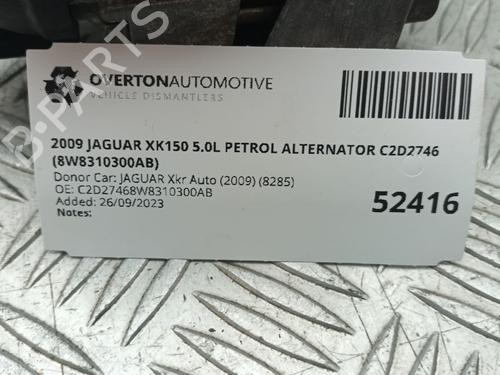 OVERTONAUTOMOTIVE
VEHICLE DISMANTLERS
2009 JAGUAR XK150 5.0L PETROL ALTERNATOR C2D2746
(8W8310300AB)
Donor Car: JAGUAR Xkr Auto (2009) (8285)
OE: C2D27468W8310300AB
Added: 26/09/2023
Notes:
52416